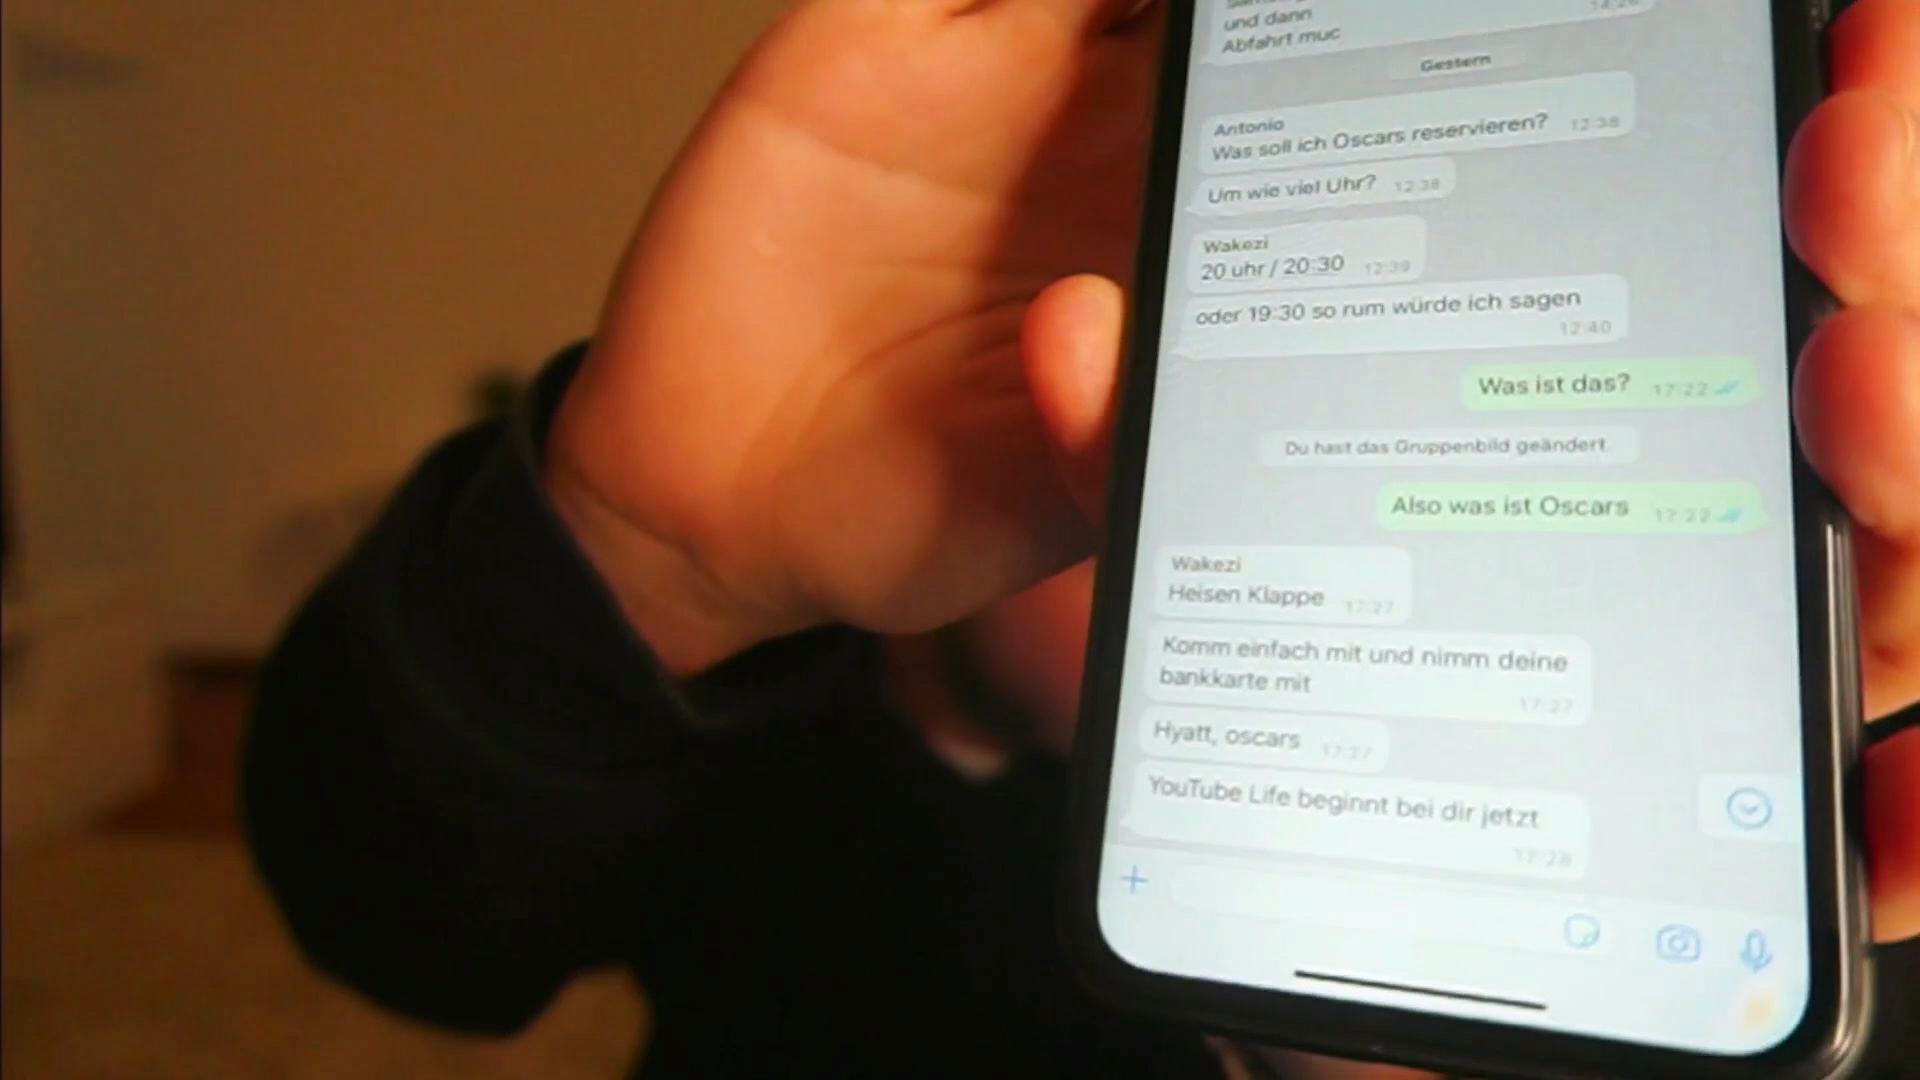 und dann
Abfahrt muc
Gestern
Antonio
Was soll ich Oscars reservieren? 12:38
Um wie viel Uhr? 12:38
Wakezi
20 uhr / 20:30 12:39
oder 19:30 so rum würde ich sagen
12:40
Was ist das? 17:22
Du hast das Gruppenbild geändert.
Also was ist Oscars 17:22
Wakezi
Heisen Klappe 17:27
Komm einfach mit und nimm deine
bankkarte mit
17:27
Hyatt, oscars 17:27
YouTube Life beginnt bei dir jetzt
17:28